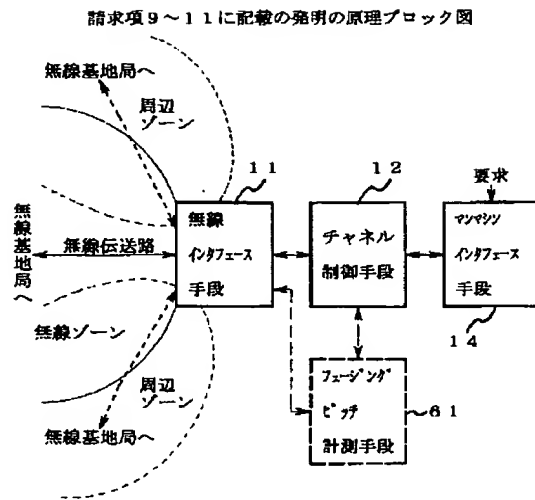 請求項９～１１に記載の発明の原理ブロック図
無線基地局へ
周辺
ゾーン
１１
１２
要求
無線
インタフェース
手段
チャネル
制御手段
マンマシン
インタフェース
手段
無線基地局へ
無線伝送路
１４
無線ゾーン
周辺
ゾーン
フェージング
ピッチ
計測手段
６１
無線基地局へ